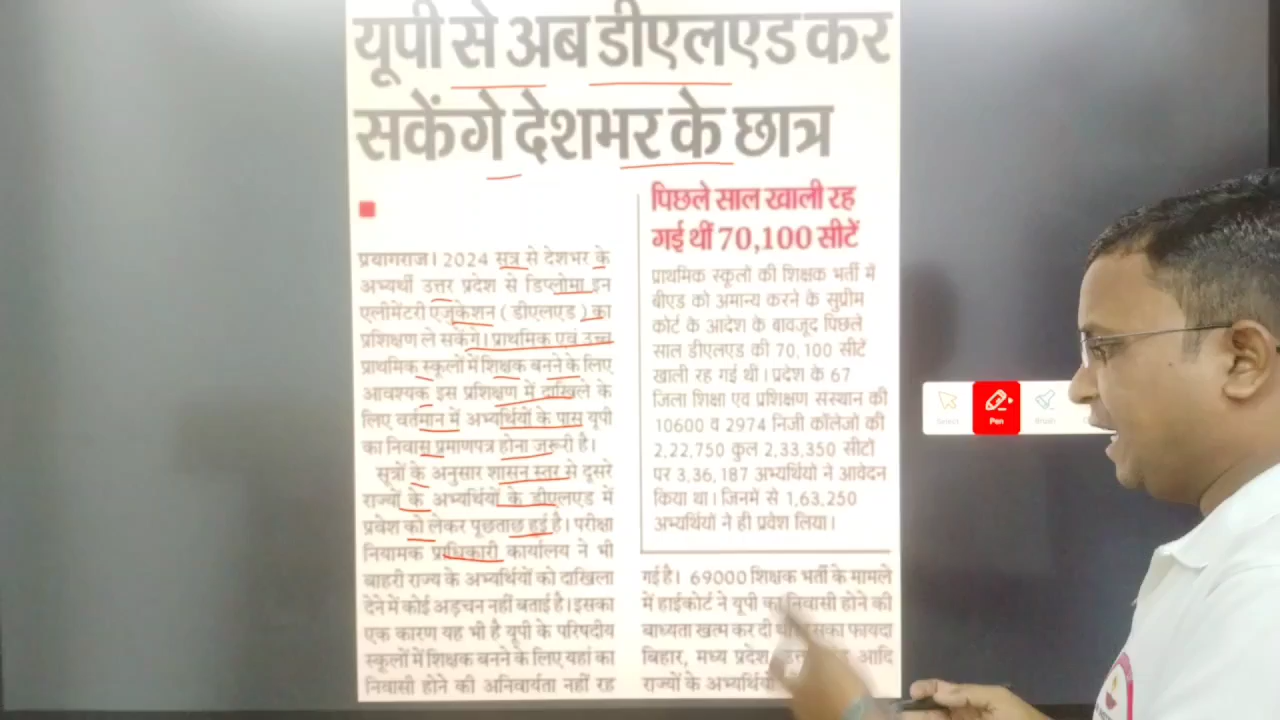 यूपी से अब डीएलएड कर
सकेंगे देशभर के छात्र
प्रयागराज। 2024 सत्र से देशभर के
अभ्यर्थी उत्तर प्रदेश से डिप्लोमा इन
एलीमेंटरी एजुकेशन ( डीएलएड ) का
प्रशिक्षण ले सकेंगे। प्राथमिक एवं उच्च
प्राथमिक स्कूलों में शिक्षक बनने के लिए
आवश्यक इस प्रशिक्षण में दाखिले के
लिए वर्तमान में अभ्यर्थियों के पास यूपी
का निवास प्रमाणपत्र होना जरूरी है।
सूत्रों के अनुसार शासन स्तर से दूसरे
राज्यों के अभ्यर्थियों के डीएलएड में
प्रवेश को लेकर पूछताछ हुई है। परीक्षा
नियामक प्राधिकारी कार्यालय ने भी
बाहरी राज्य के अभ्यर्थियों को दाखिला
देने में कोई अड़चन नहीं बताई है। इसका
एक कारण यह भी है यूपी के परिषदीय
स्कूलों में शिक्षक बनने के लिए यहां का
निवासी होने की अनिवार्यता नहीं रह
पिछले साल खाली रह
गई थीं 70,100 सीटें
प्राथमिक स्कूलों की शिक्षक भर्ती में
बीएड को अमान्य करने के सुप्रीम
कोर्ट के आदेश के बावजूद पिछले
साल डीएलएड की 70,100 सीटें
खाली रह गई थीं। प्रदेश के 67
जिला शिक्षा एवं प्रशिक्षण संस्थान की
10600 व 2974 निजी कॉलेजों की
2,22,750 कुल 2,33,350 सीटों
पर 3,36,187 अभ्यर्थियों ने आवेदन
किया था। जिनमें से 1,63,250
अभ्यर्थियों ने ही प्रवेश लिया।
गई है। 69000 शिक्षक भर्ती के मामले
में हाईकोर्ट ने यूपी का निवासी होने की
बाध्यता खत्म कर दी फायदा
बिहार, मध्य प्रदेश आदि
राज्यों के
Select
Pen
Brush